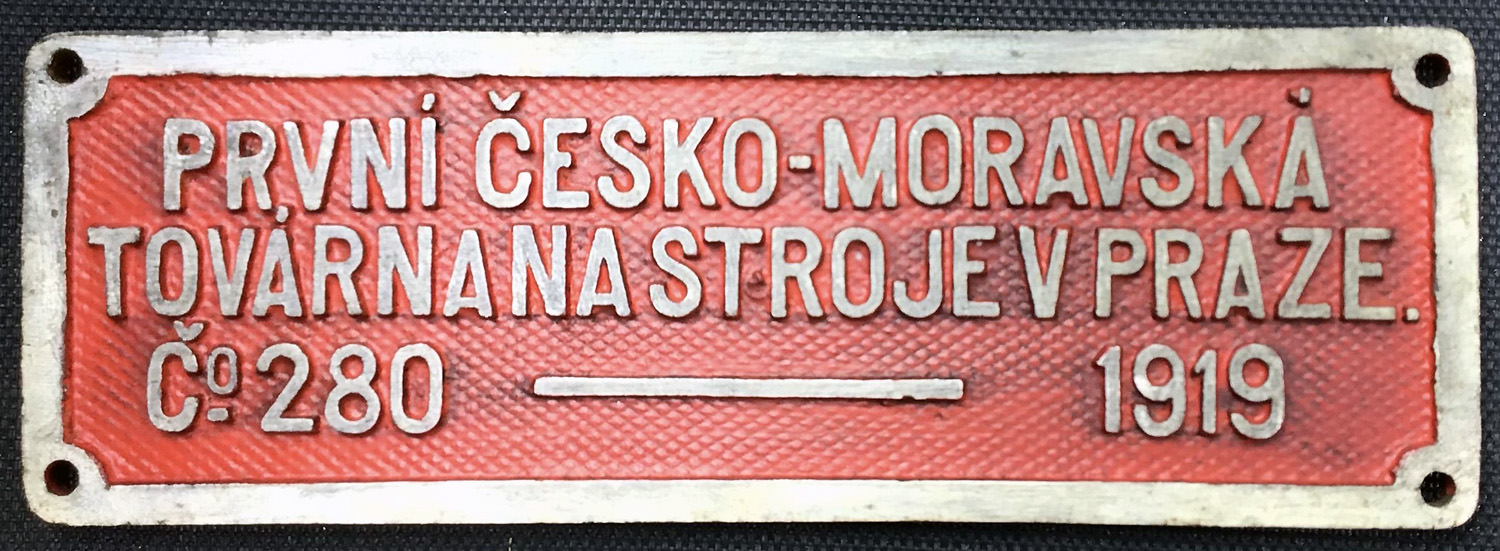 PRVNÍ ČESKO-MORAVSKÁ
TOVÁRNA NA STROJE V PRAZE.
Čo 280 — 1919